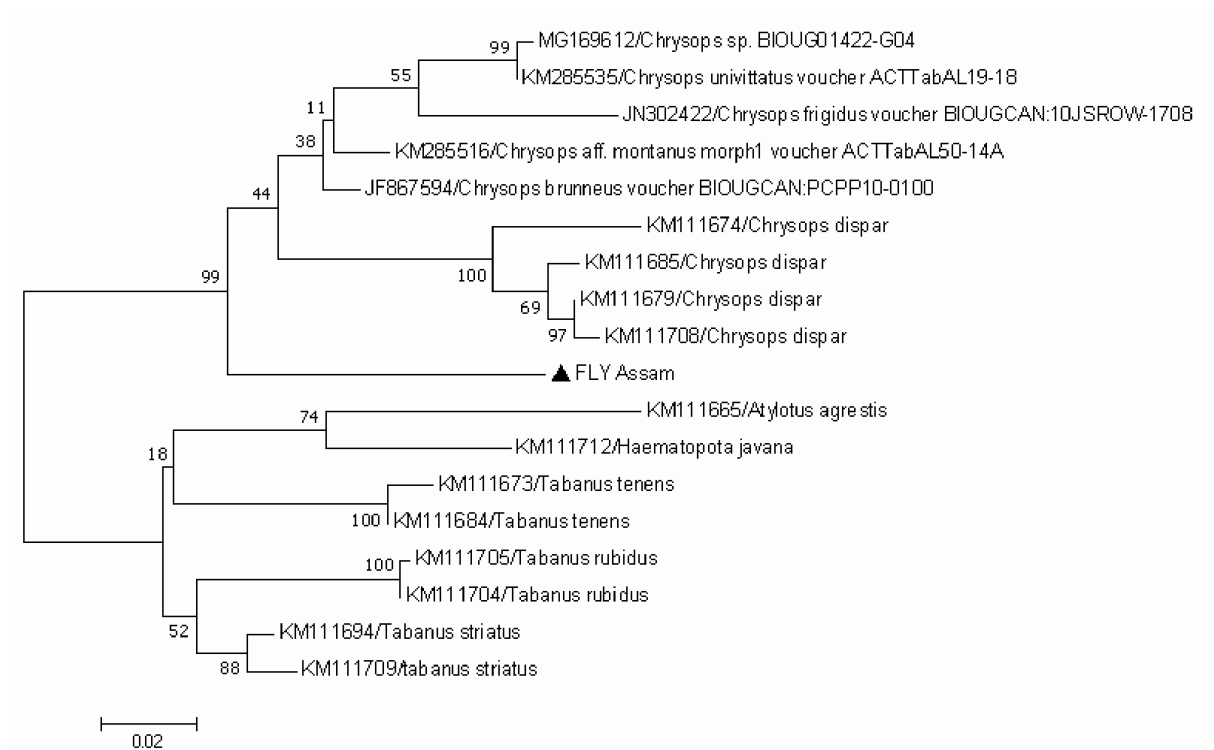 99
MG169612/Chrysops sp. BIOUG01422-G04
55
KM285535/Chrysops univittatus voucher ACTTabAL19-18
11
JN302422/Chrysops frigidus voucher BIOUGCAN:10JSROW-1708
38
KM285516/Chrysops aff. montanus morph1 voucher ACTTabAL50-14A
44
JF867594/Chrysops brunneus voucher BIOUGCAN:PCPP10-0100
KM111674/Chrysops dispar
99
100
KM111685/Chrysops dispar
69
KM111679/Chrysops dispar
97
KM111708/Chrysops dispar
▲ FLY Assam
74
KM111665/Atylotus agrestis
18
KM111712/Haematopota javana
KM111673/Tabanus tenens
100
KM111684/Tabanus tenens
100
KM111705/Tabanus rubidus
KM111704/Tabanus rubidus
52
KM111694/Tabanus striatus
88
KM111709/tabanus striatus
0.02